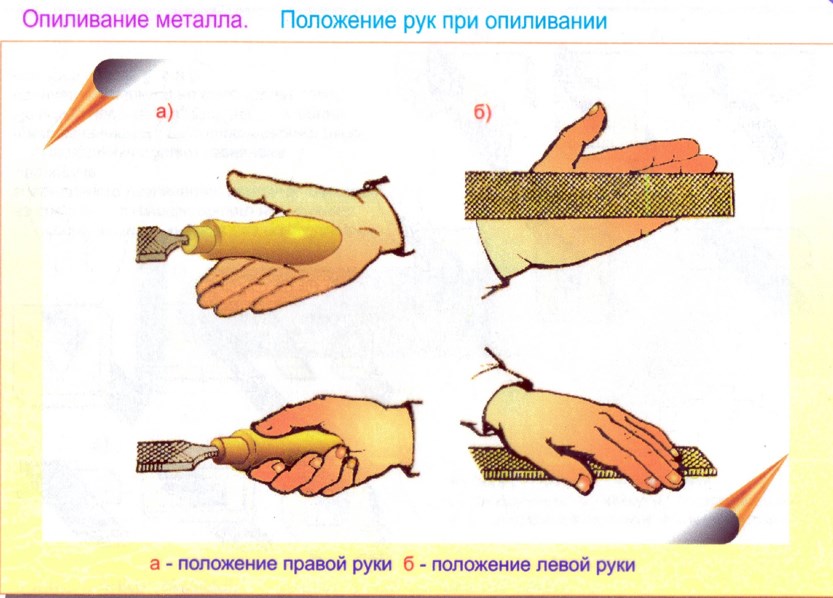 Опиливание металла. Положение рук при опиливании
а) б)
а - положение правой руки б - положение левой руки